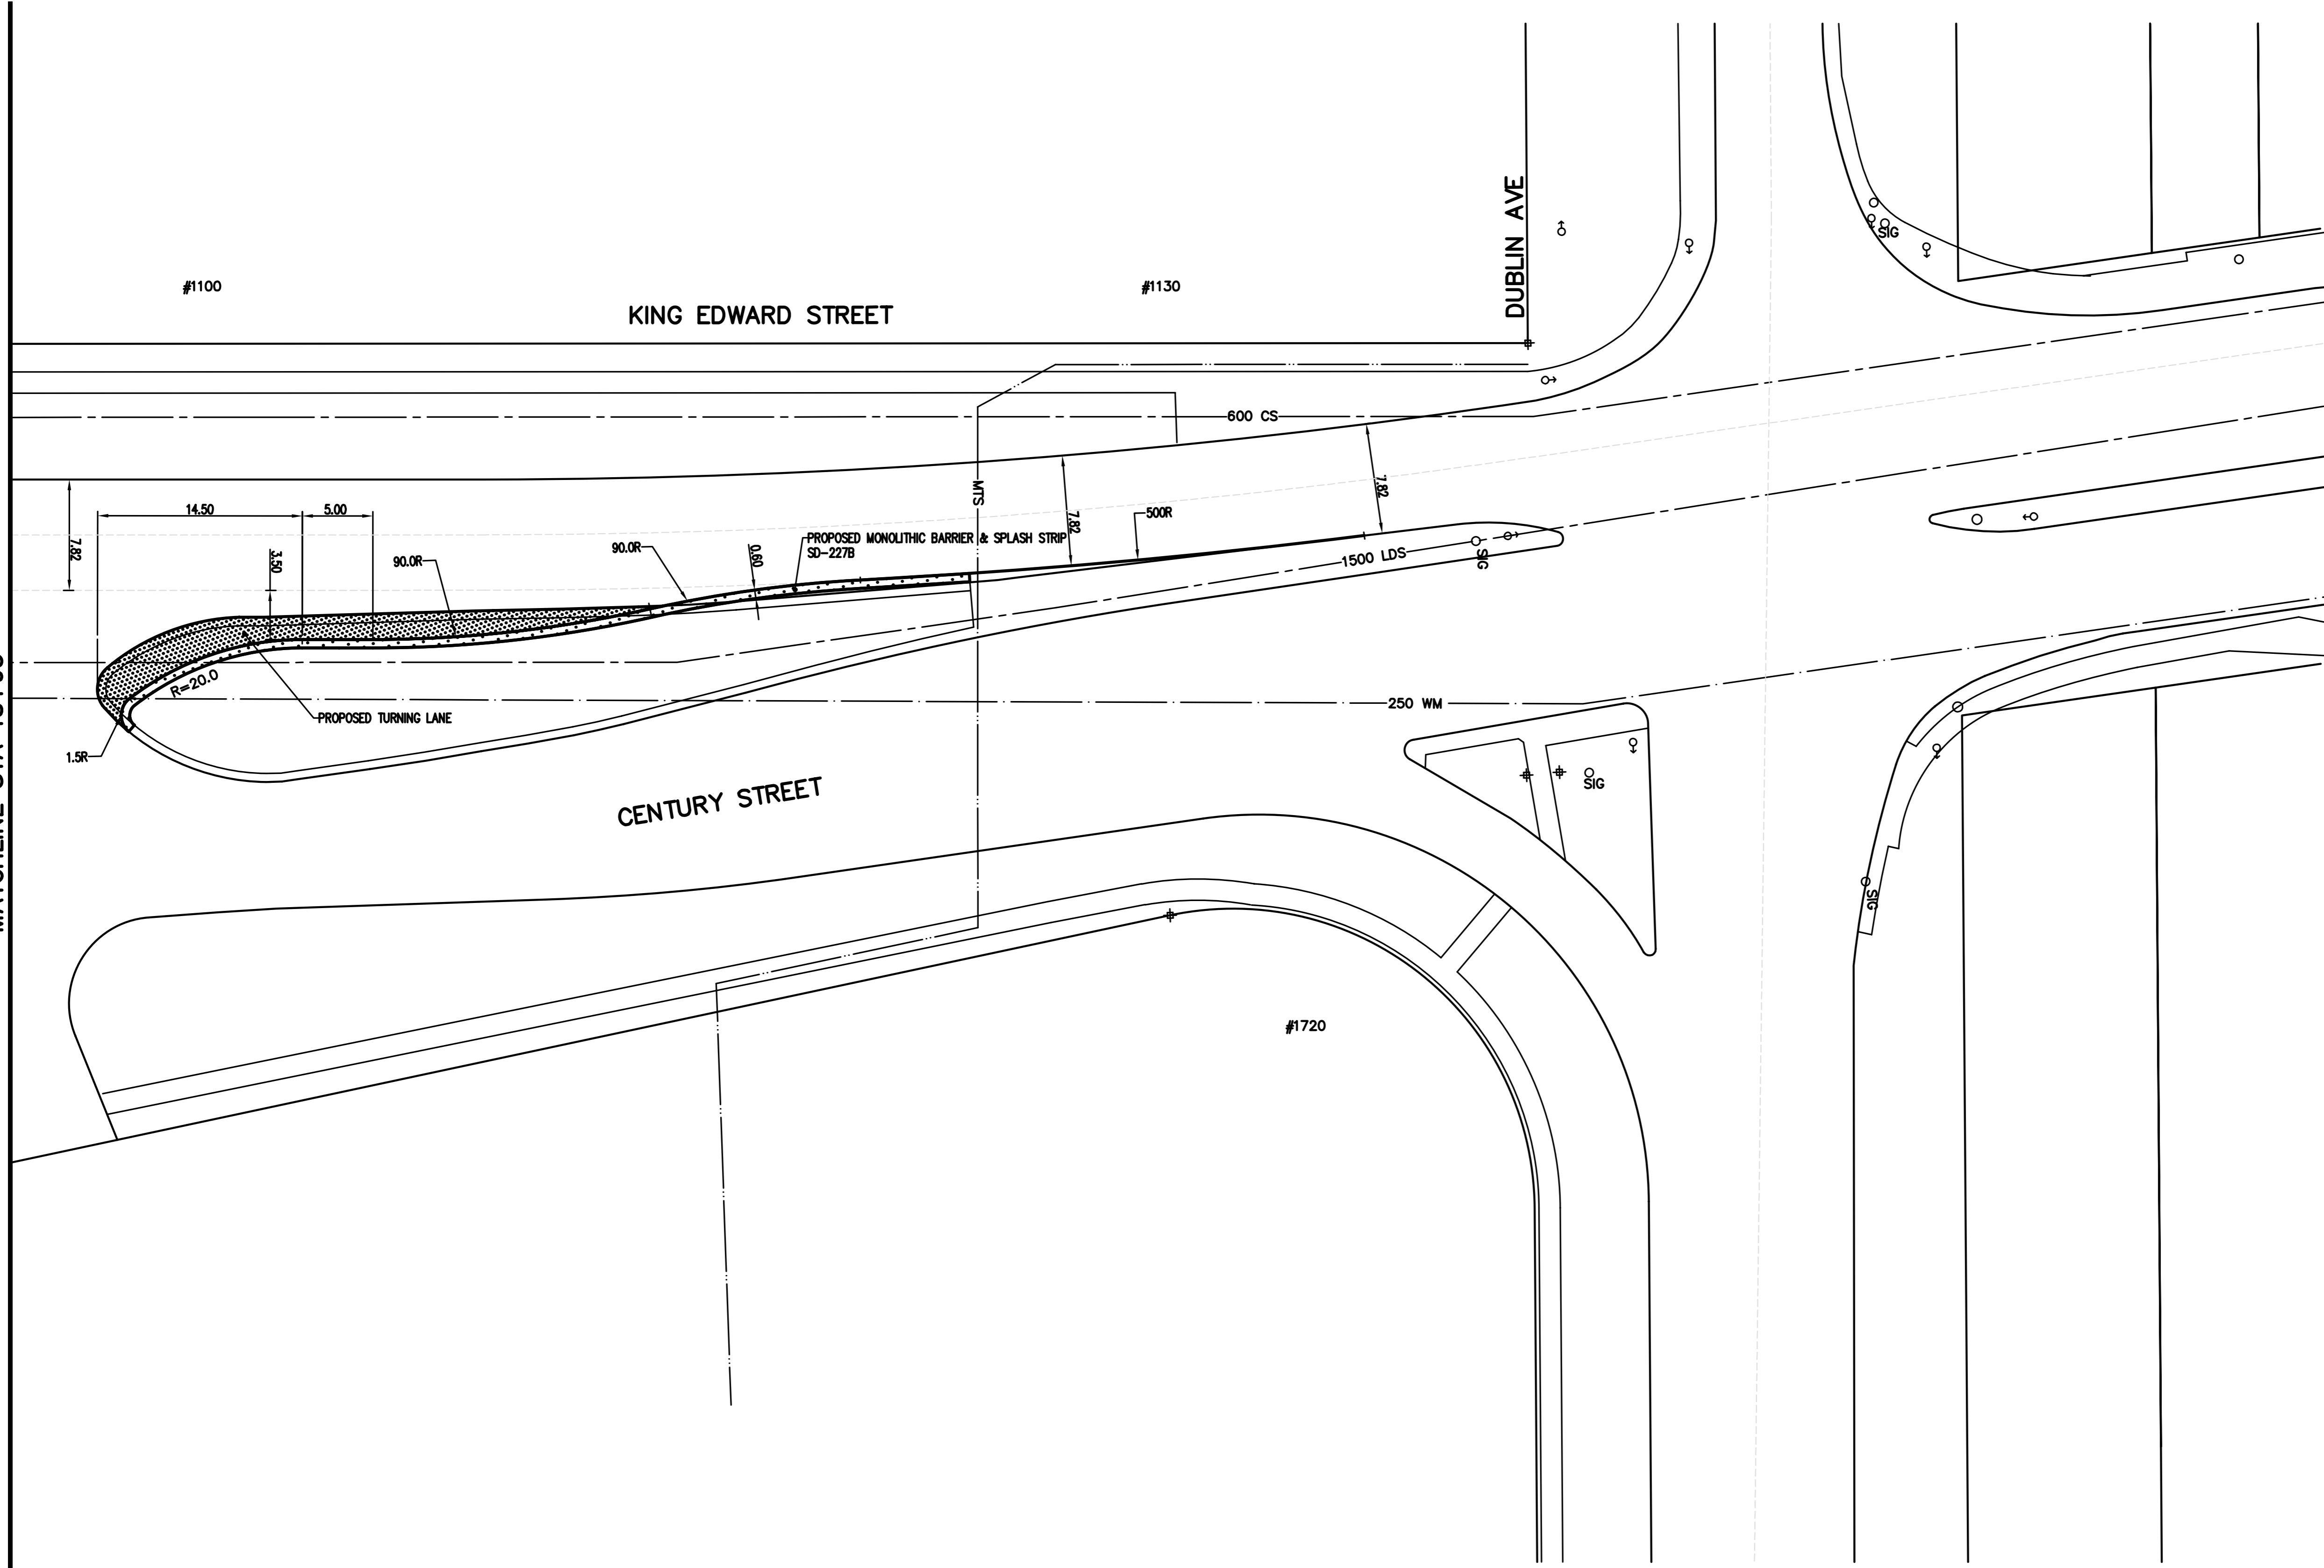 DUBLIN AVE
#1100
#1130
KING EDWARD STREET
SIG
600 CS
MTS
7.82
7.82
7.82
14.50
5.00
3.50
90.0R
90.0R
0.60
500R
PROPOSED MONOLITHIC BARRIER & SPLASH STRIP
SD-227B
1500 LDS
SIG
R=20.0
PROPOSED TURNING LANE
1.5R
250 WM
CENTURY STREET
SIG
SIG
#1720